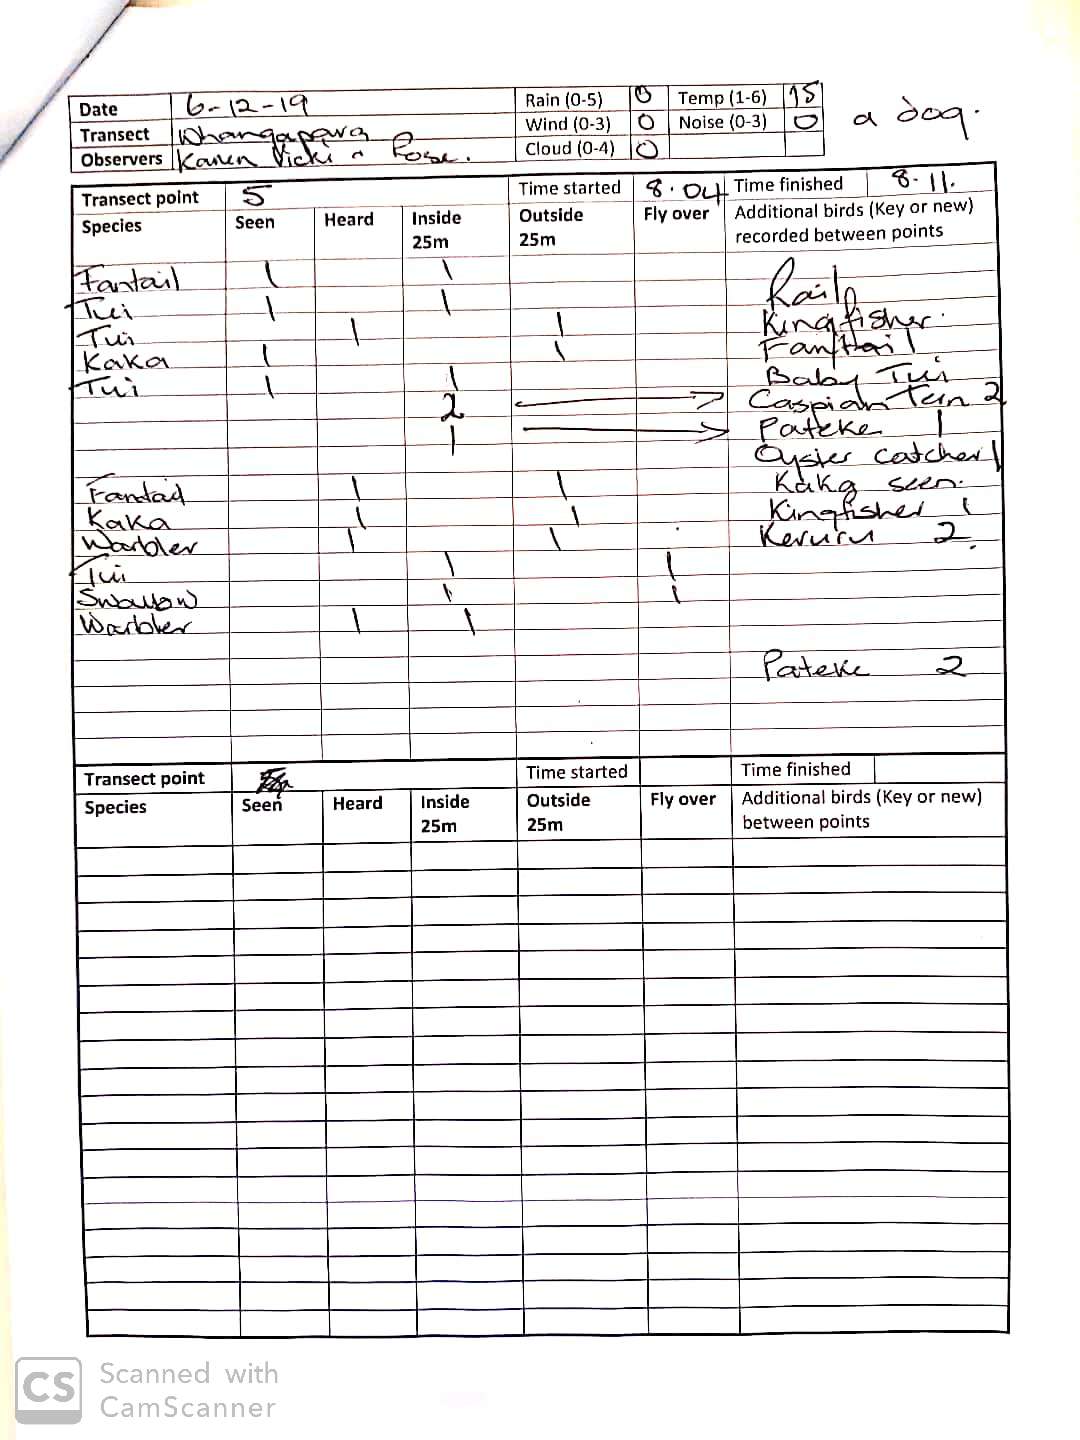 Date 6-12-19 Rain (0-5) 0 Temp (1-6) 15
a dog.
Transect Whangapara Wind (0-3) 0 Noise (0-3) 0
Observers Karen Vicki & Rose. Cloud (0-4) 0
Transect point 5 Time started 8.04 Time finished 8.11.
Species Seen Heard Inside 25m Outside 25m Fly over Additional birds (Key or new) recorded between points
Fantail 1 1 Rail
Tui 1 1 Kingfisher.
Tui 1 1 Fantail
Kaka 1 1 Baby Tui
Tui 1 1 Caspian Tern 2
2 → Pateke 1
1 → Oyster catcher 1
Kaka seen.
Fantail 1 1 Kingfisher 1
Kaka 1 1 Keruru 2.
Warbler 1 1
Tui 1 1
Swallow 1 1
Warbler 1 1
Pateke 2
Transect point Time started Time finished
Species Seen Heard Inside 25m Outside 25m Fly over Additional birds (Key or new) between points
CS Scanned with
CamScanner